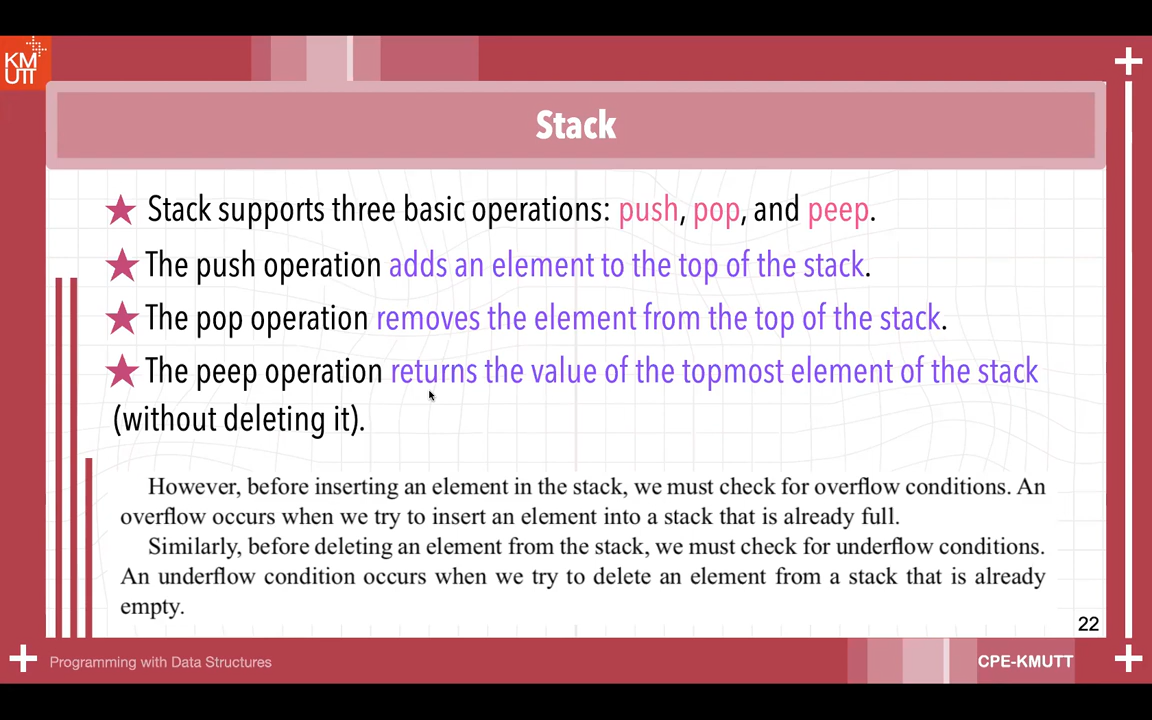 KM
UTT
Stack
Stack supports three basic operations: push, pop, and peep.
The push operation adds an element to the top of the stack.
The pop operation removes the element from the top of the stack.
The peep operation returns the value of the topmost element of the stack
(without deleting it).
However, before inserting an element in the stack, we must check for overflow conditions. An
overflow occurs when we try to insert an element into a stack that is already full.
Similarly, before deleting an element from the stack, we must check for underflow conditions.
An underflow condition occurs when we try to delete an element from a stack that is already
empty.
22
Programming with Data Structures
CPE-KMUTT